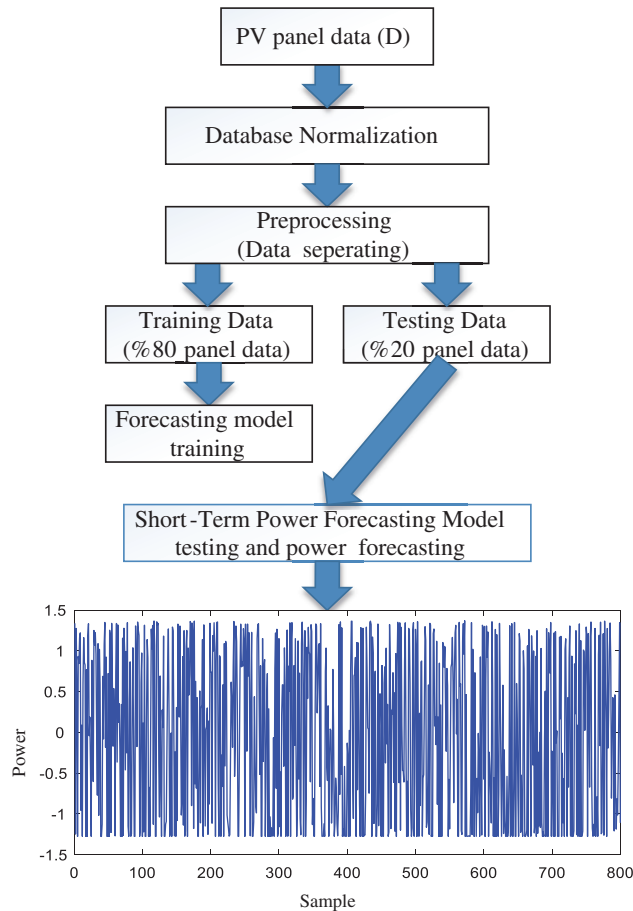 PV panel data (D)
Database Normalization
Preprocessing
(Data seperating)
Training Data
(%80 panel data)
Testing Data
(%20 panel data)
Forecasting model
training
Short-Term Power Forecasting Model
testing and power forecasting
1.5
1
0.5
0
-0.5
-1
-1.5
Power
0 100 200 300 400 500 600 700 800
Sample